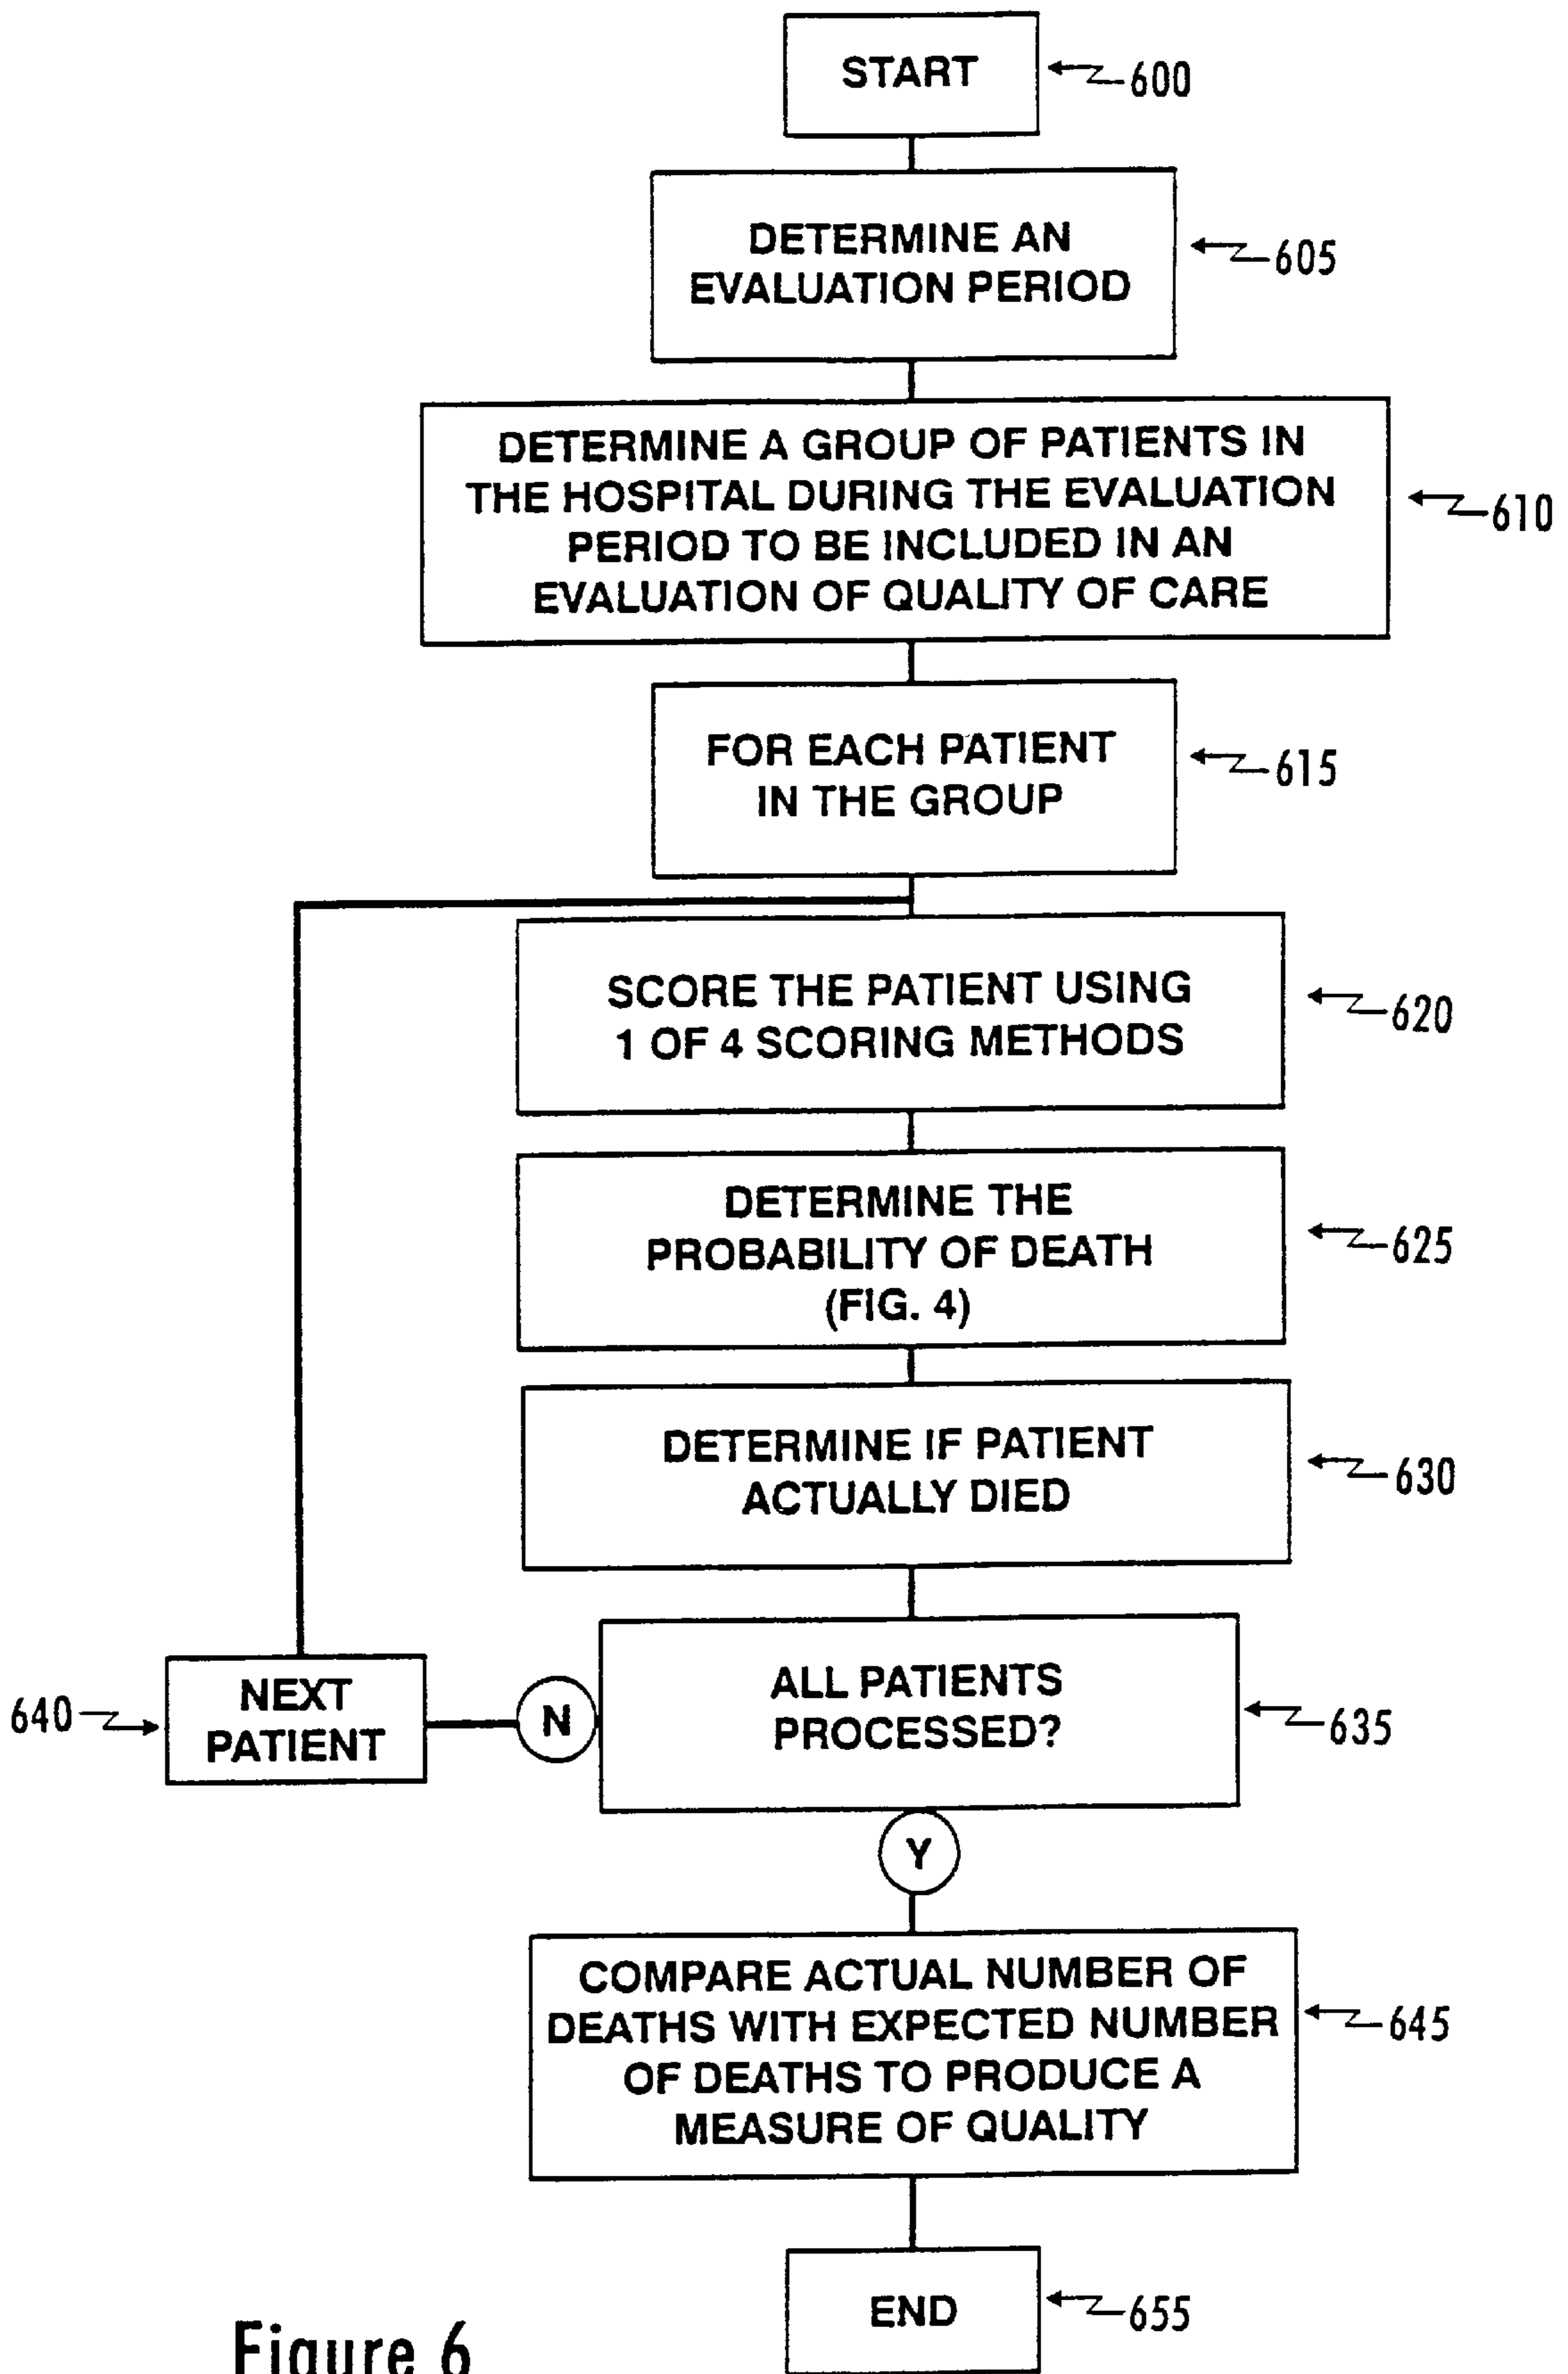 START
600
DETERMINE AN
EVALUATION PERIOD
605
DETERMINE A GROUP OF PATIENTS IN
THE HOSPITAL DURING THE EVALUATION
PERIOD TO BE INCLUDED IN AN
EVALUATION OF QUALITY OF CARE
610
FOR EACH PATIENT
IN THE GROUP
615
SCORE THE PATIENT USING
1 OF 4 SCORING METHODS
620
DETERMINE THE
PROBABILITY OF DEATH
(FIG. 4)
625
DETERMINE IF PATIENT
ACTUALLY DIED
630
ALL PATIENTS
PROCESSED?
635
N
NEXT
PATIENT
640
Y
COMPARE ACTUAL NUMBER OF
DEATHS WITH EXPECTED NUMBER
OF DEATHS TO PRODUCE A
MEASURE OF QUALITY
645
END
655
Figure 6